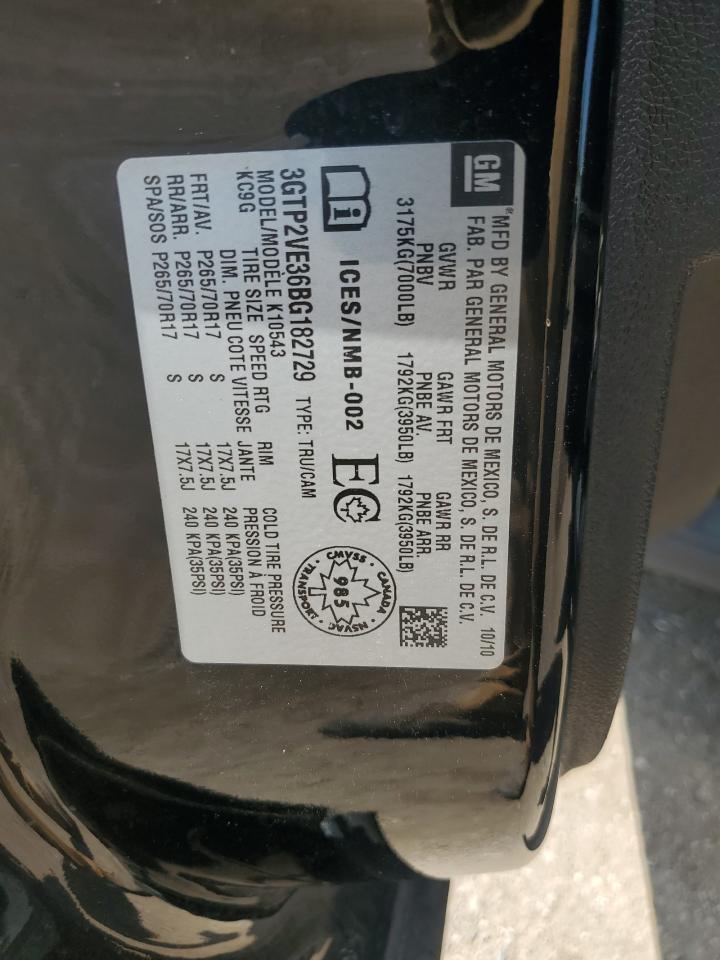 GM
® MFD BY GENERAL MOTORS DE MEXICO, S. DE R.L. DE C.V. 10/10
FAB. PAR GENERAL MOTORS DE MEXICO, S. DE R.L. DE C.V.
GVWR GAWR FRT GAWR RR
PNBV PNBE AV. PNBE ARR.
3175KG(7000LB) 1792KG(3950LB) 1792KG(3950LB)
i ICES/NMB-002 EC
CANADA
CMVSS 985 NSVAC
TRANSPORT
3GTP2VE36BG182729 TYPE: TRU/CAM
MODEL/MODÈLE K10543
KC9G TIRE SIZE SPEED RTG RIM COLD TIRE PRESSURE
DIM. PNEU COTE VITESSE JANTE PRESSION À FROID
FRT/AV. P265/70R17 S 17X7.5J 240 KPA(35PSI)
RR/ARR. P265/70R17 S 17X7.5J 240 KPA(35PSI)
SPA/SOS P265/70R17 S 17X7.5J 240 KPA(35PSI)